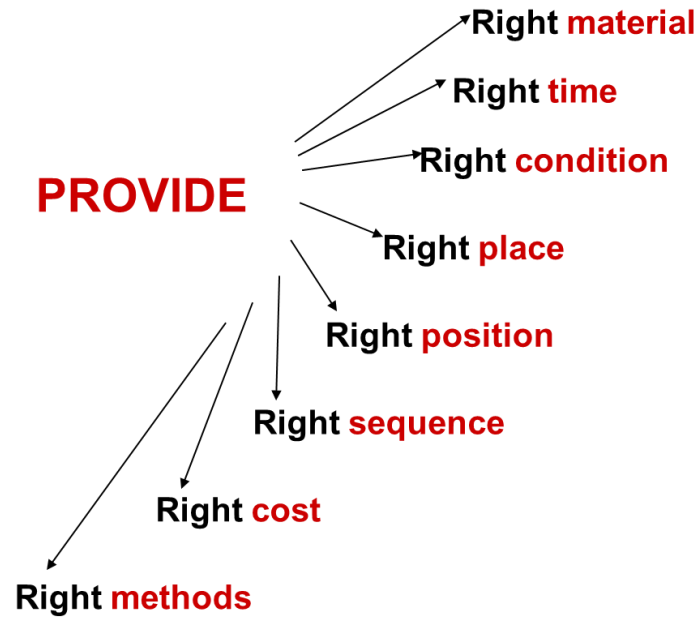 Right material
Right time
Right condition
PROVIDE
Right place
Right position
Right sequence
Right cost
Right methods